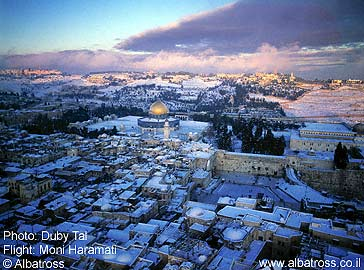 Photo: Duby Tal
Flight: Moni Haramati
© Albatross
www.albatross.co.il